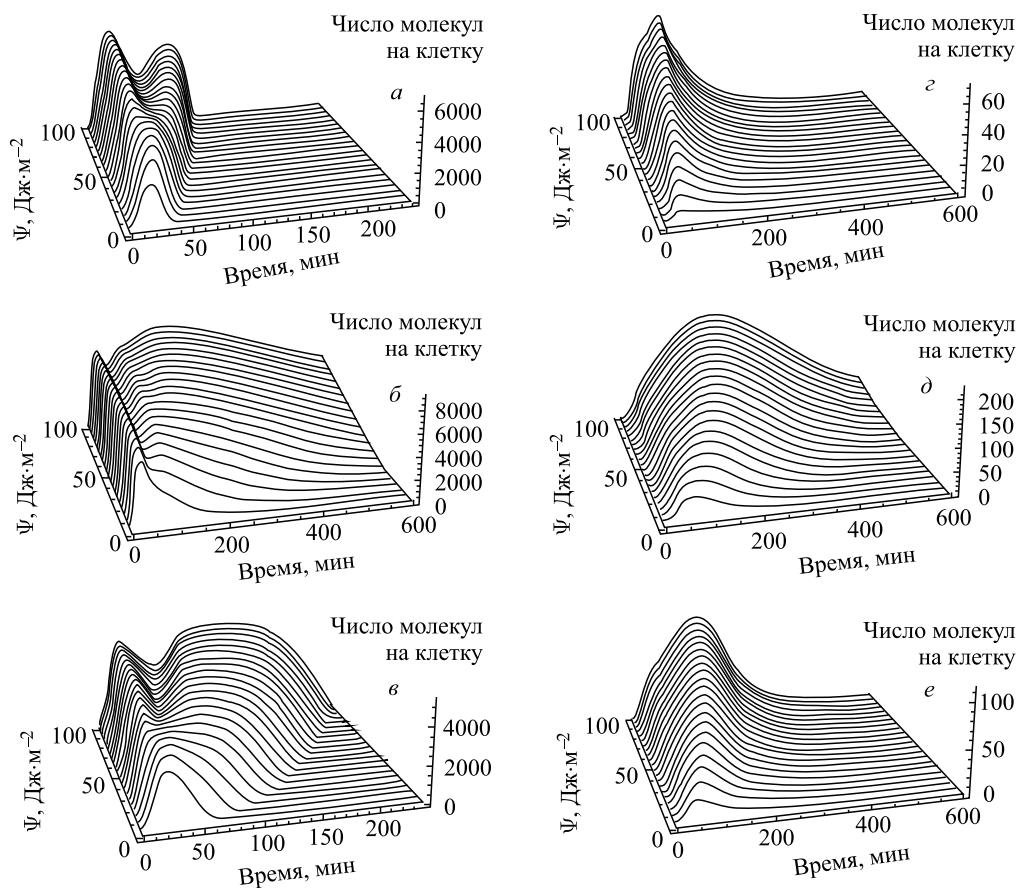 Число молекул
на клетку
а
6000
4000
2000
0
100
50
0
Ψ, Дж·м−2
0
50
100
150
200
Время, мин
Число молекул
на клетку
г
60
40
20
0
100
50
0
Ψ, Дж·м−2
0
200
400
600
Время, мин
Число молекул
на клетку
б
8000
6000
4000
2000
0
100
50
0
Ψ, Дж·м−2
0
200
400
600
Время, мин
Число молекул
на клетку
д
200
150
100
50
0
100
50
0
Ψ, Дж·м−2
0
200
400
600
Время, мин
Число молекул
на клетку
в
4000
2000
0
100
50
0
Ψ, Дж·м−2
0
50
100
150
200
Время, мин
Число молекул
на клетку
е
100
50
0
100
50
0
Ψ, Дж·м−2
0
200
400
600
Время, мин